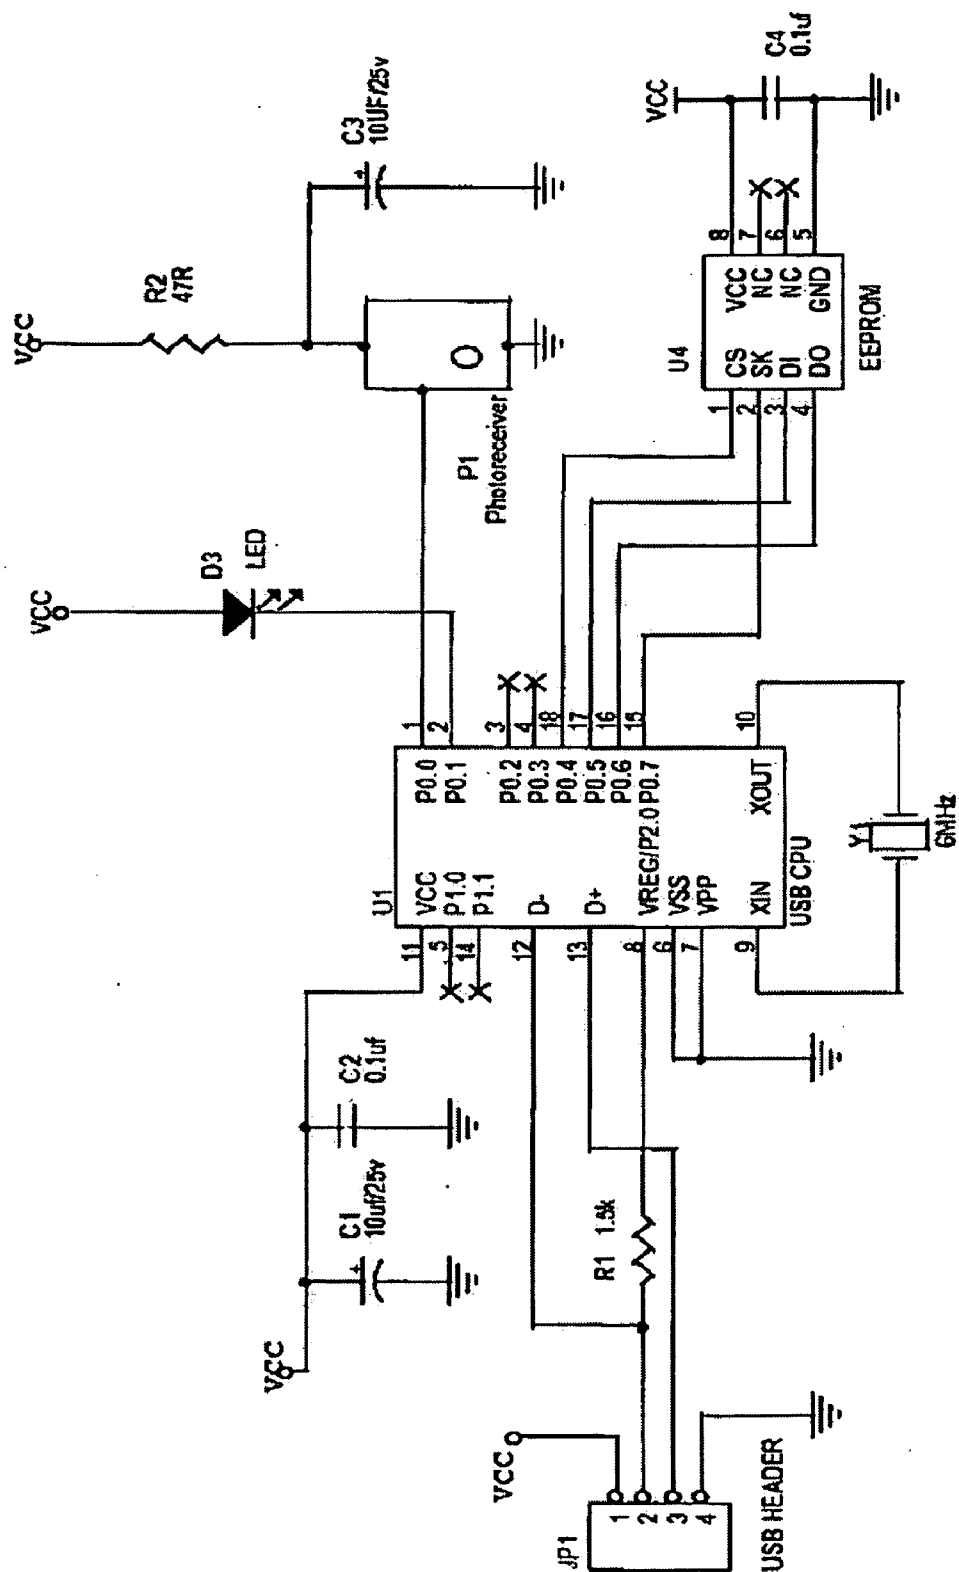 VCC
VCC
C1
10uf/25v
C2
0.1uf
VCC
D3
LED
VCC
R2
47R
C3
10UF/25v
P1
Photoreceiver
JP1
1
2
3
4
USB HEADER
R1 1.5k
U1
11 VCC P0.0 1
5 P1.0 P0.1 2
14 P1.1
P0.2 3
12 D- P0.3 4
P0.4 18
13 D+ P0.5 17
P0.6 16
8 VREG/P2.0 P0.7 15
6 VSS
7 VPP
9 XIN XOUT 10
USB CPU
Y1
6MHz
U4
1 CS VCC 8
2 SK NC 7
3 DI NC 6
4 DO GND 5
EEPROM
VCC
C4
0.1uf